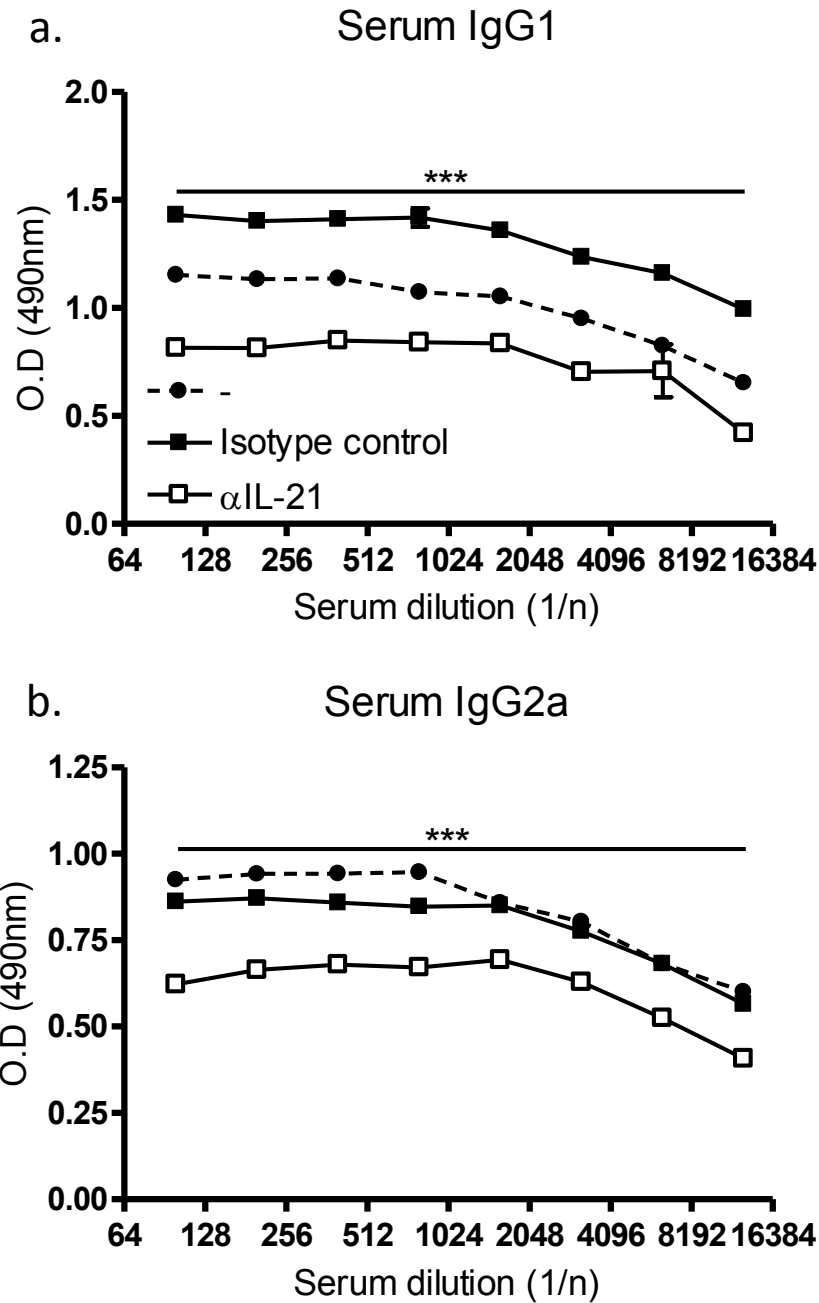 a.
Serum IgG1
2.0
***
1.5
O.D (490nm)
1.0
-
0.5
Isotype control
αIL-21
0.0
64 128 256 512 1024 2048 4096 8192 16384
Serum dilution (1/n)
b.
Serum IgG2a
1.25
***
1.00
0.75
O.D (490nm)
0.50
0.25
0.00
64 128 256 512 1024 2048 4096 8192 16384
Serum dilution (1/n)